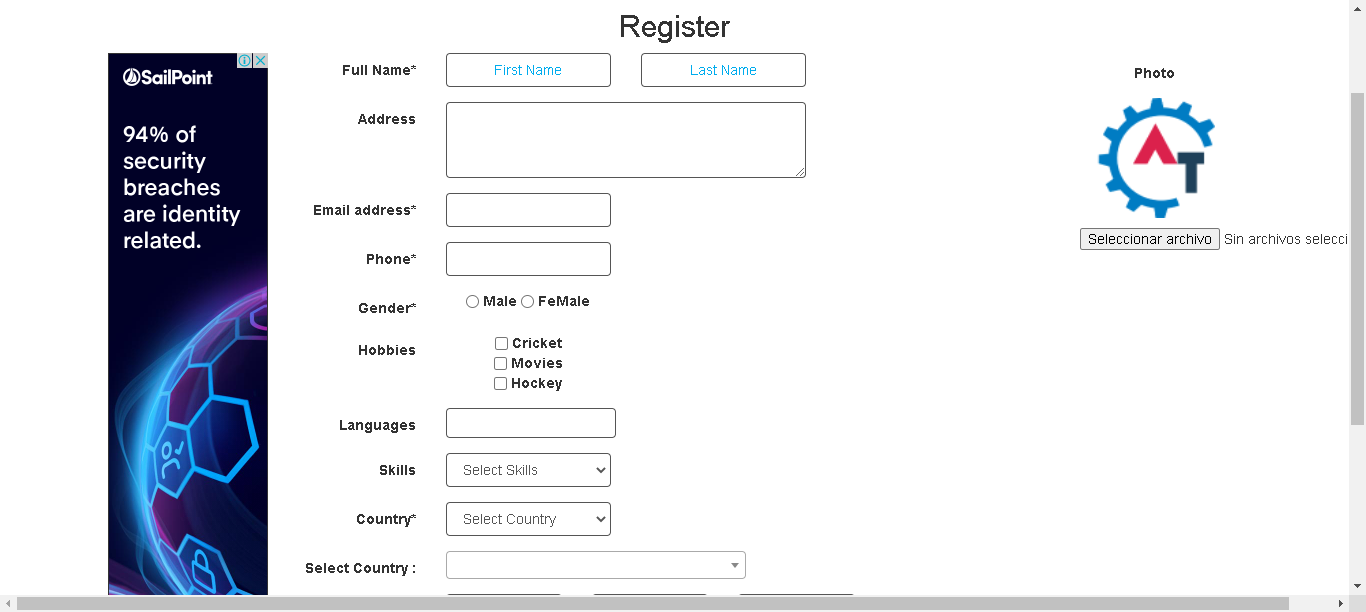 Register
SailPoint
94% of
security
breaches
are identity
related.
Full Name*
First Name
Last Name
Address
Email address*
Phone*
Gender*
Male FeMale
Hobbies
Cricket
Movies
Hockey
Languages
Skills
Select Skills
Country*
Select Country
Select Country :
Photo
AT
Seleccionar archivo Sin archivos selecci